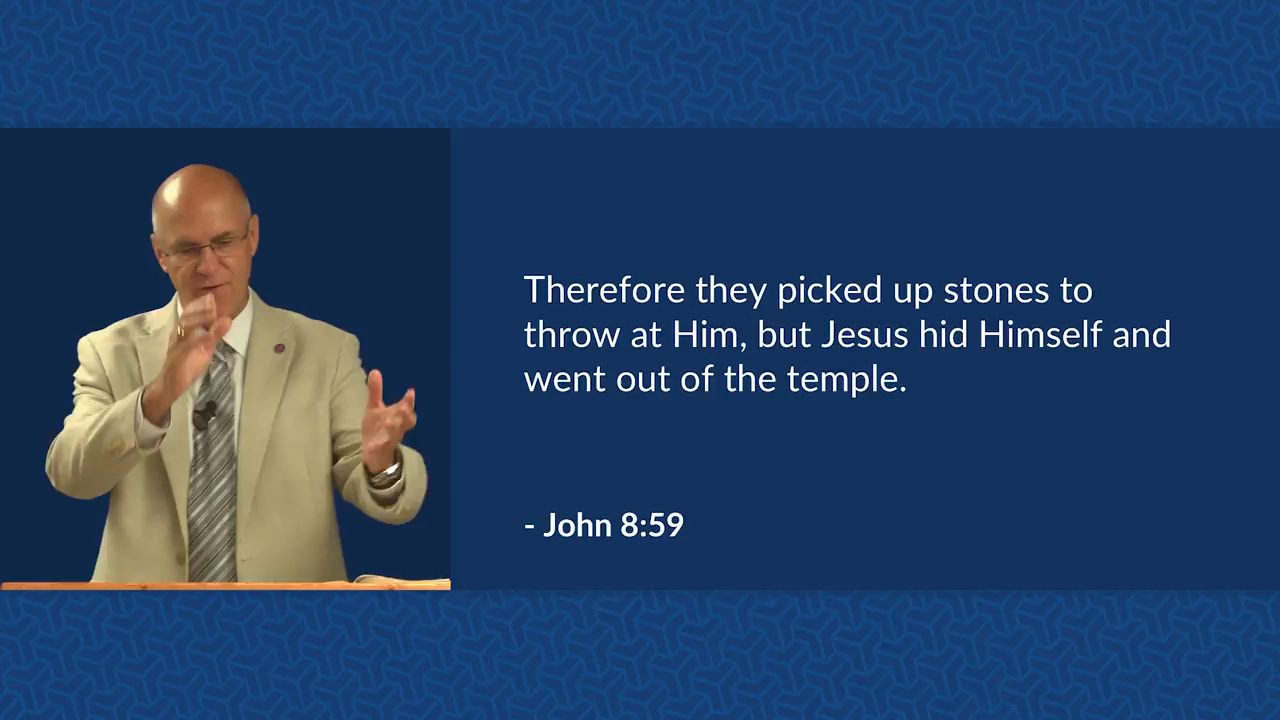 Therefore they picked up stones to
throw at Him, but Jesus hid Himself and
went out of the temple.
- John 8:59